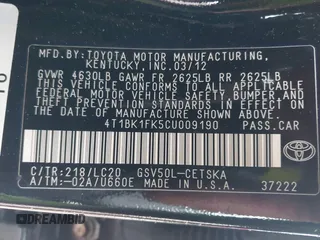 MFD. BY:TOYOTA MOTOR MANUFACTURING,
KENTUCKY, INC. 03/12
GVWR 4630LB GAWR FR 2625LB RR 2625LB
THIS VEHICLE CONFORMS TO ALL APPLICABLE
FEDERAL MOTOR VEHICLE SAFETY,
BUMPER, AND THEFT PREVENTION STANDARDS
IN EFFECT ON THE DATE OF
MANUFACTURE SHOWN ABOVE.
4T1BK1FK5CU009190 PASS.CAR
C/TR:218/LC20 GSV50L-CETSKA
A/TM:-02A/U660E 37222
TOYOTA
DREAMBID